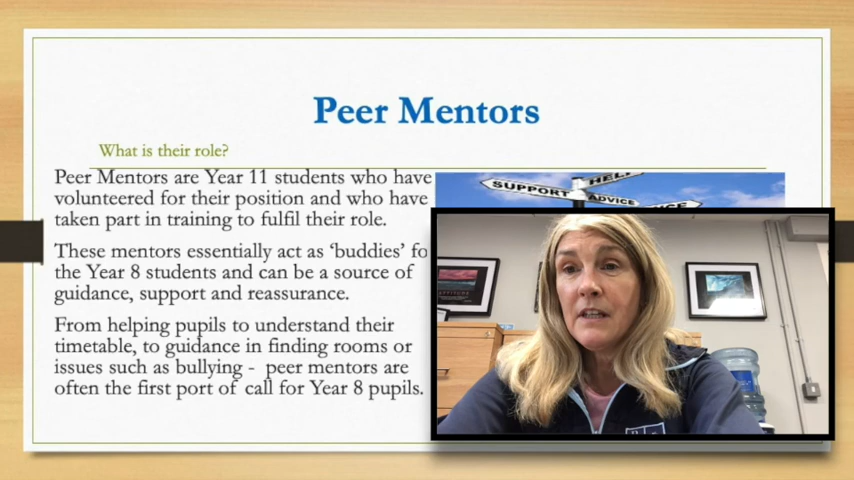 Peer Mentors
What is their role?
Peer Mentors are Year 11 students who have
volunteered for their position and who have
taken part in training to fulfil their role.
These mentors essentially act as ‘buddies’ fo
the Year 8 students and can be a source of
guidance, support and reassurance.
From helping pupils to understand their
timetable, to guidance in finding rooms or
issues such as bullying - peer mentors are
often the first port of call for Year 8 pupils.
HELP
SUPPORT
ADVICE